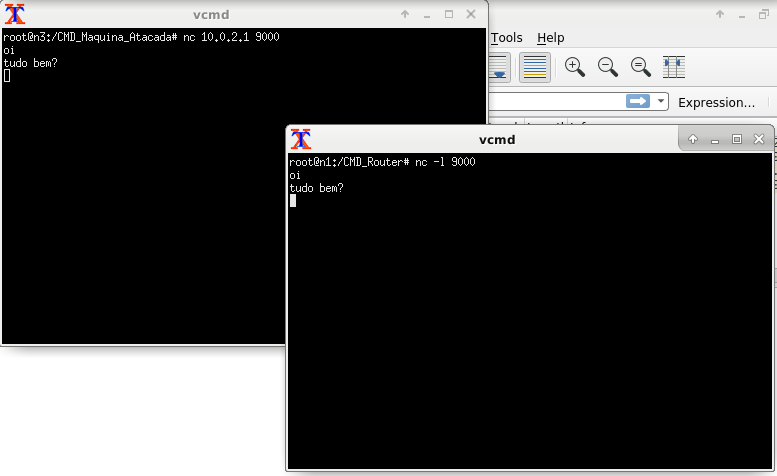 vcmd
root@n3:/CMD_Maquina_Atacada# nc 10.0.2.1 9000
oi
tudo bem?
Tools Help
Expression...
vcmd
root@n1:/CMD_Router# nc -l 9000
oi
tudo bem?